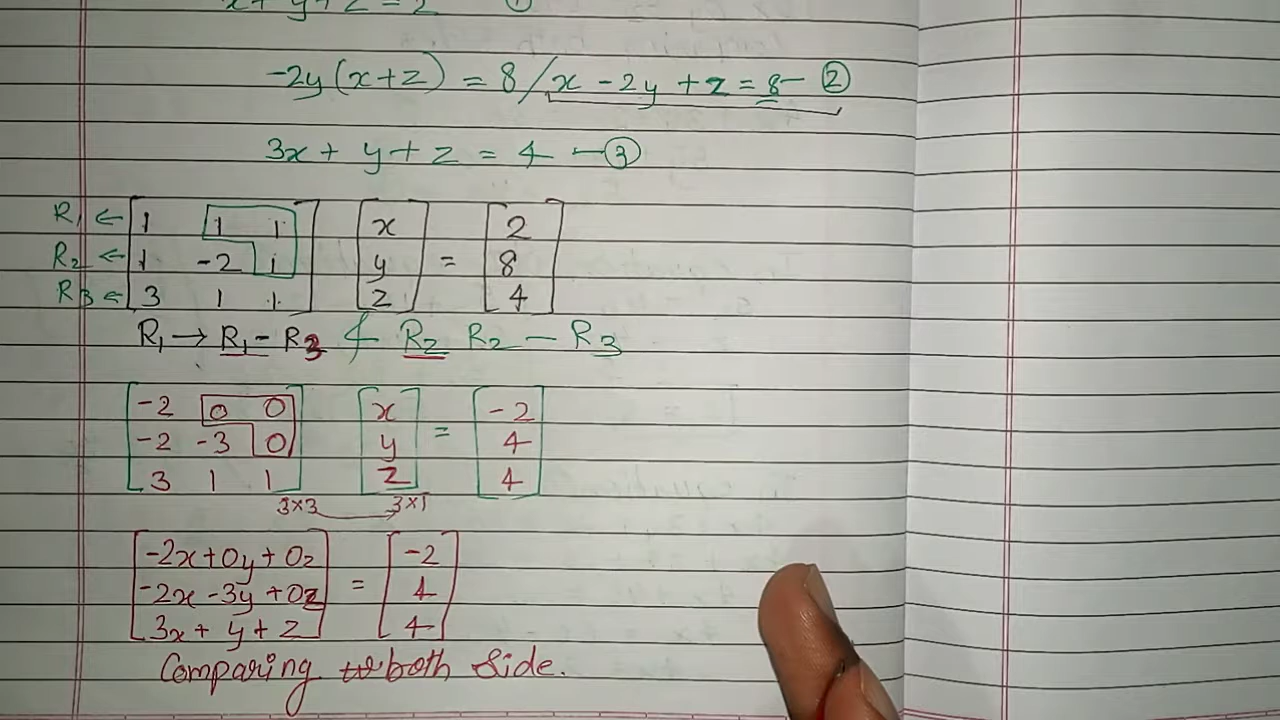 x + y + z = 2 ①
-2y (x+z) = 8 / x - 2y + z = 8 - ②
3x + y + z = 4 - ③
R₁ ← [1 1 1] [x] [2]
R₂ ← [1 -2 1] [y] = [8]
R3 ← [3 1 1] [z] [4]
R₁ → R₁ - R3 & R₂ R₂ - R₃
[-2 0 0] [x] [-2]
[-2 -3 0] [y] = [4]
[3 1 1] [z] [4]
3×3 → 3×1
[-2x+0y+0z] [-2]
[-2x-3y+0z] = [4]
[3x+y+z] [4]
Comparing both Side.